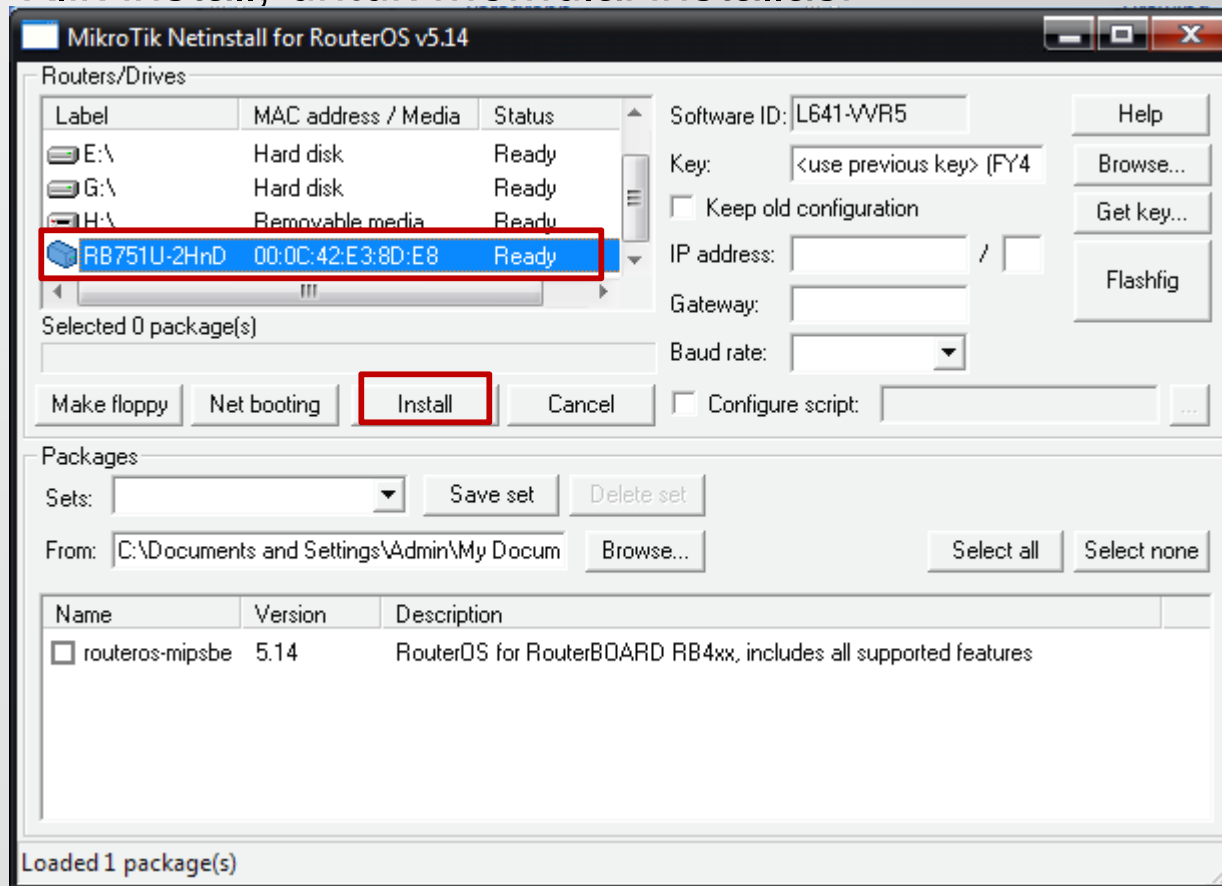 MikroTik Netinstall for RouterOS v5.14
Routers/Drives
Label MAC address / Media Status
E:\ Hard disk Ready
G:\ Hard disk Ready
H:\ Removable media Ready
RB751U-2HnD 00:0C:42:E3:8D:E8 Ready
Selected 0 package(s)
Make floppy Net booting Install Cancel
Software ID: L641-VVR5 Help
Key: <use previous key> (FY4 Browse...
Keep old configuration Get key...
IP address: / Flashfig
Gateway:
Baud rate:
Configure script: ...
Packages
Sets: Save set Delete set
From: C:\Documents and Settings\Admin\My Docum Browse... Select all Select none
Name Version Description
routeros-mipsbe 5.14 RouterOS for RouterBOARD RB4xx, includes all supported features
Loaded 1 package(s)